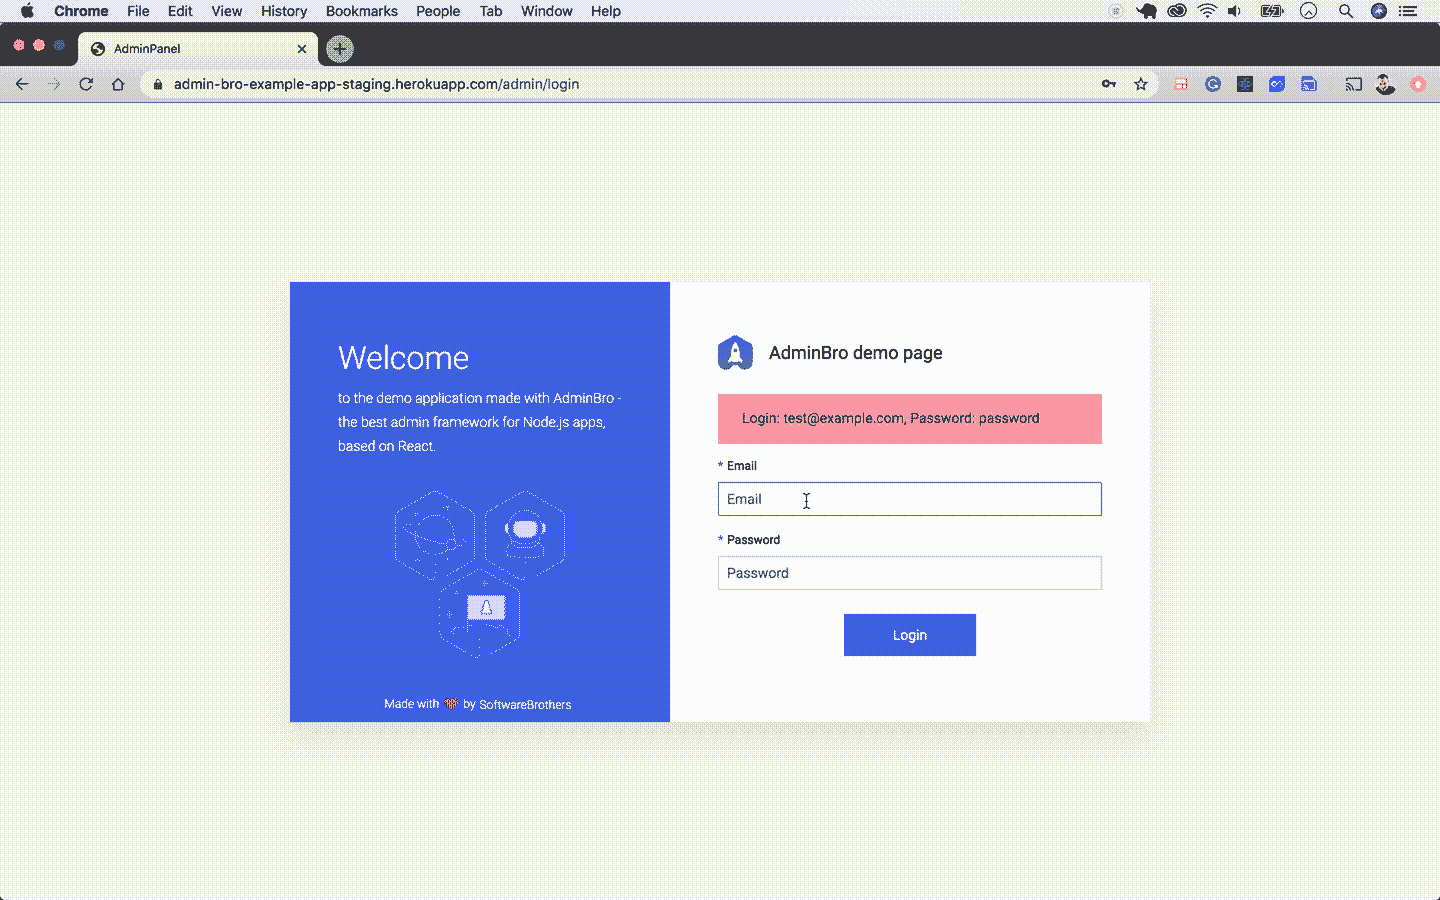 Chrome File Edit View History Bookmarks People Tab Window Help
AdminPanel
admin-bro-example-app-staging.herokuapp.com/admin/login
Welcome
to the demo application made with AdminBro -
the best admin framework for Node.js apps,
based on React.
Made with by SoftwareBrothers
AdminBro demo page
Login: test@example.com, Password: password
* Email
Email
* Password
Password
Login